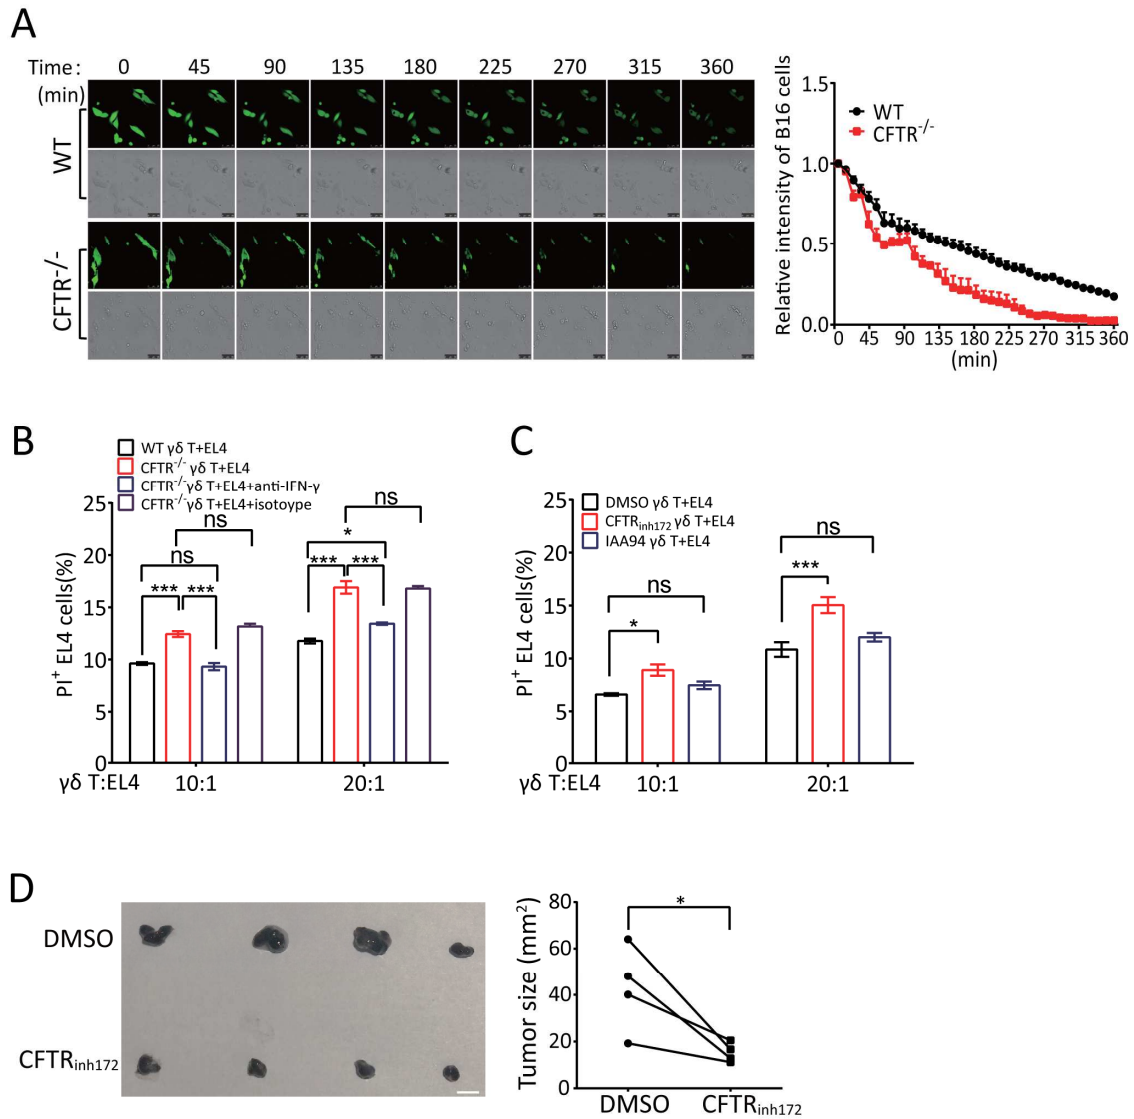 A
Time: 0 45 90 135 180 225 270 315 360
(min)
WT
CFTR-/-
Relative intensity of B16 cells
1.5
1.0
0.5
0.0
WT
CFTR-/-
0 45 90 135 180 225 270 315 360
(min)
B
WT γδ T+EL4
CFTR-/- γδ T+EL4
CFTR-/-γδ T+EL4+anti-IFN-γ
CFTR-/-γδ T+EL4+isotoype
PI+ EL4 cells(%)
25
20
15
10
5
0
ns
ns
*** ***
ns
*
*** ***
γδ T:EL4 10:1 20:1
C
DMSO γδ T+EL4
CFTRinh172 γδ T+EL4
IAA94 γδ T+EL4
PI+ EL4 cells(%)
25
20
15
10
5
0
ns
*
ns
***
γδ T:EL4 10:1 20:1
D
DMSO
CFTRinh172
Tumor size (mm2)
80
60
40
20
0
*
DMSO CFTRinh172